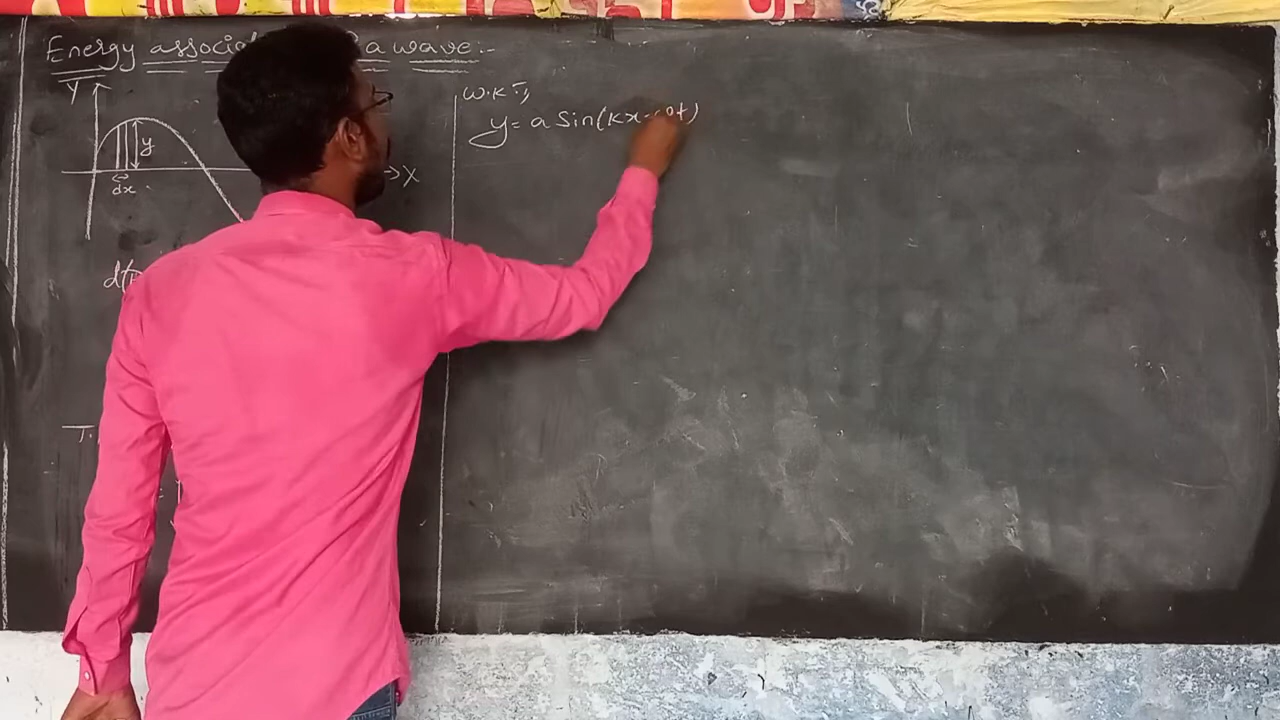 Energy associ a wave:-
Y
y
dx
X
d(
T.
W.K.T,
y = a Sin(kx-ωt)